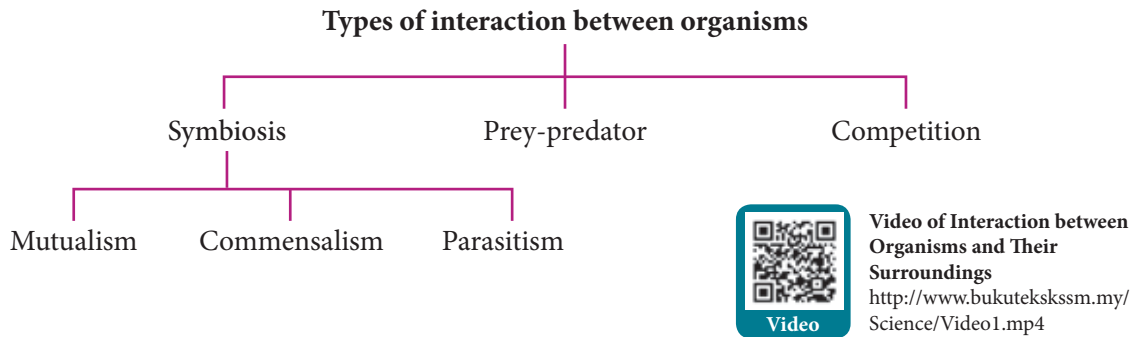 Types of interaction between organisms
Symbiosis
Prey-predator
Competition
Mutualism
Commensalism
Parasitism
Video
Video of Interaction between
Organisms and Their
Surroundings
http://www.bukutekskssm.my/
Science/Video1.mp4